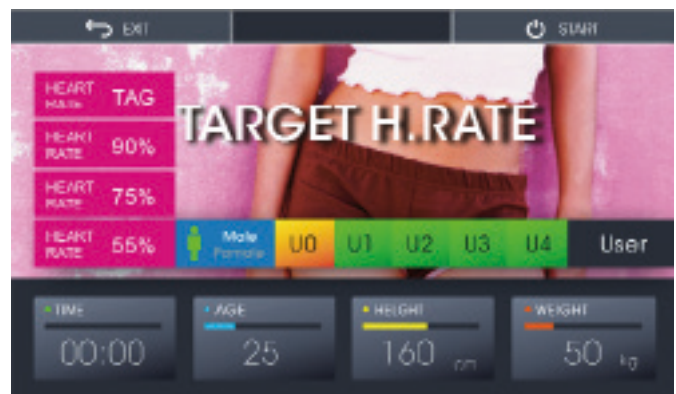 EXIT
START
HEART
RATE TAG
TARGET H.RATE
HEART
RATE 90%
HEART
RATE 75%
HEART
RATE 55%
Male
Female
U0 U1 U2 U3 U4 User
TIME
AGE
HEIGHT
WEIGHT
00:00
25
160 cm
50 kg